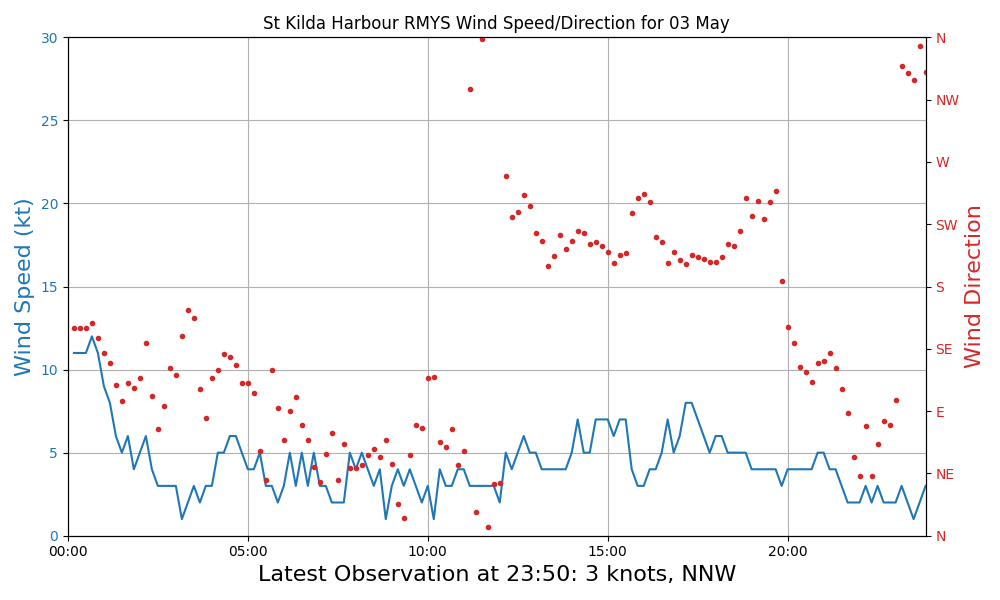 St Kilda Harbour RMYS Wind Speed/Direction for 03 May
30
25
20
15
10
5
0
Wind Speed (kt)
N
NW
W
SW
S
SE
E
NE
N
Wind Direction
00:00 05:00 10:00 15:00 20:00
Latest Observation at 23:50: 3 knots, NNW